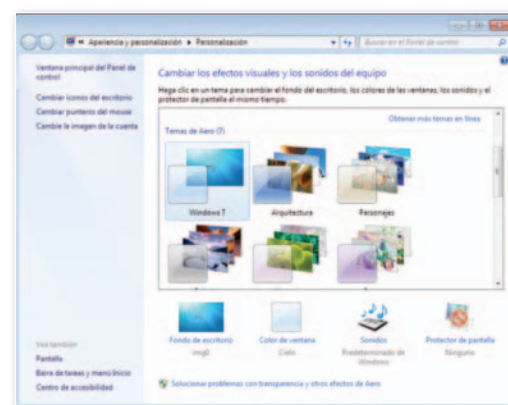 Apariencia y personalización ▸ Personalización
Buscar en el Panel de control
Ventana principal del Panel de
control
Cambiar iconos del escritorio
Cambiar punteros del mouse
Cambie la imagen de la cuenta
Cambiar los efectos visuales y los sonidos del equipo
Haga clic en un tema para cambiar el fondo del escritorio, los colores de las ventanas, los sonidos y el
protector de pantalla al mismo tiempo.
Obtener más temas en línea
Temas de Aero (7)
Windows 7
Arquitectura
Personajes
Fondo de escritorio
img0
Color de ventana
Cielo
Sonidos
Predeterminado de
Windows
Protector de pantalla
Ninguno
Vea también
Pantalla
Barra de tareas y menú Inicio
Centro de accesibilidad
Solucionar problemas con transparencia y otros efectos de Aero